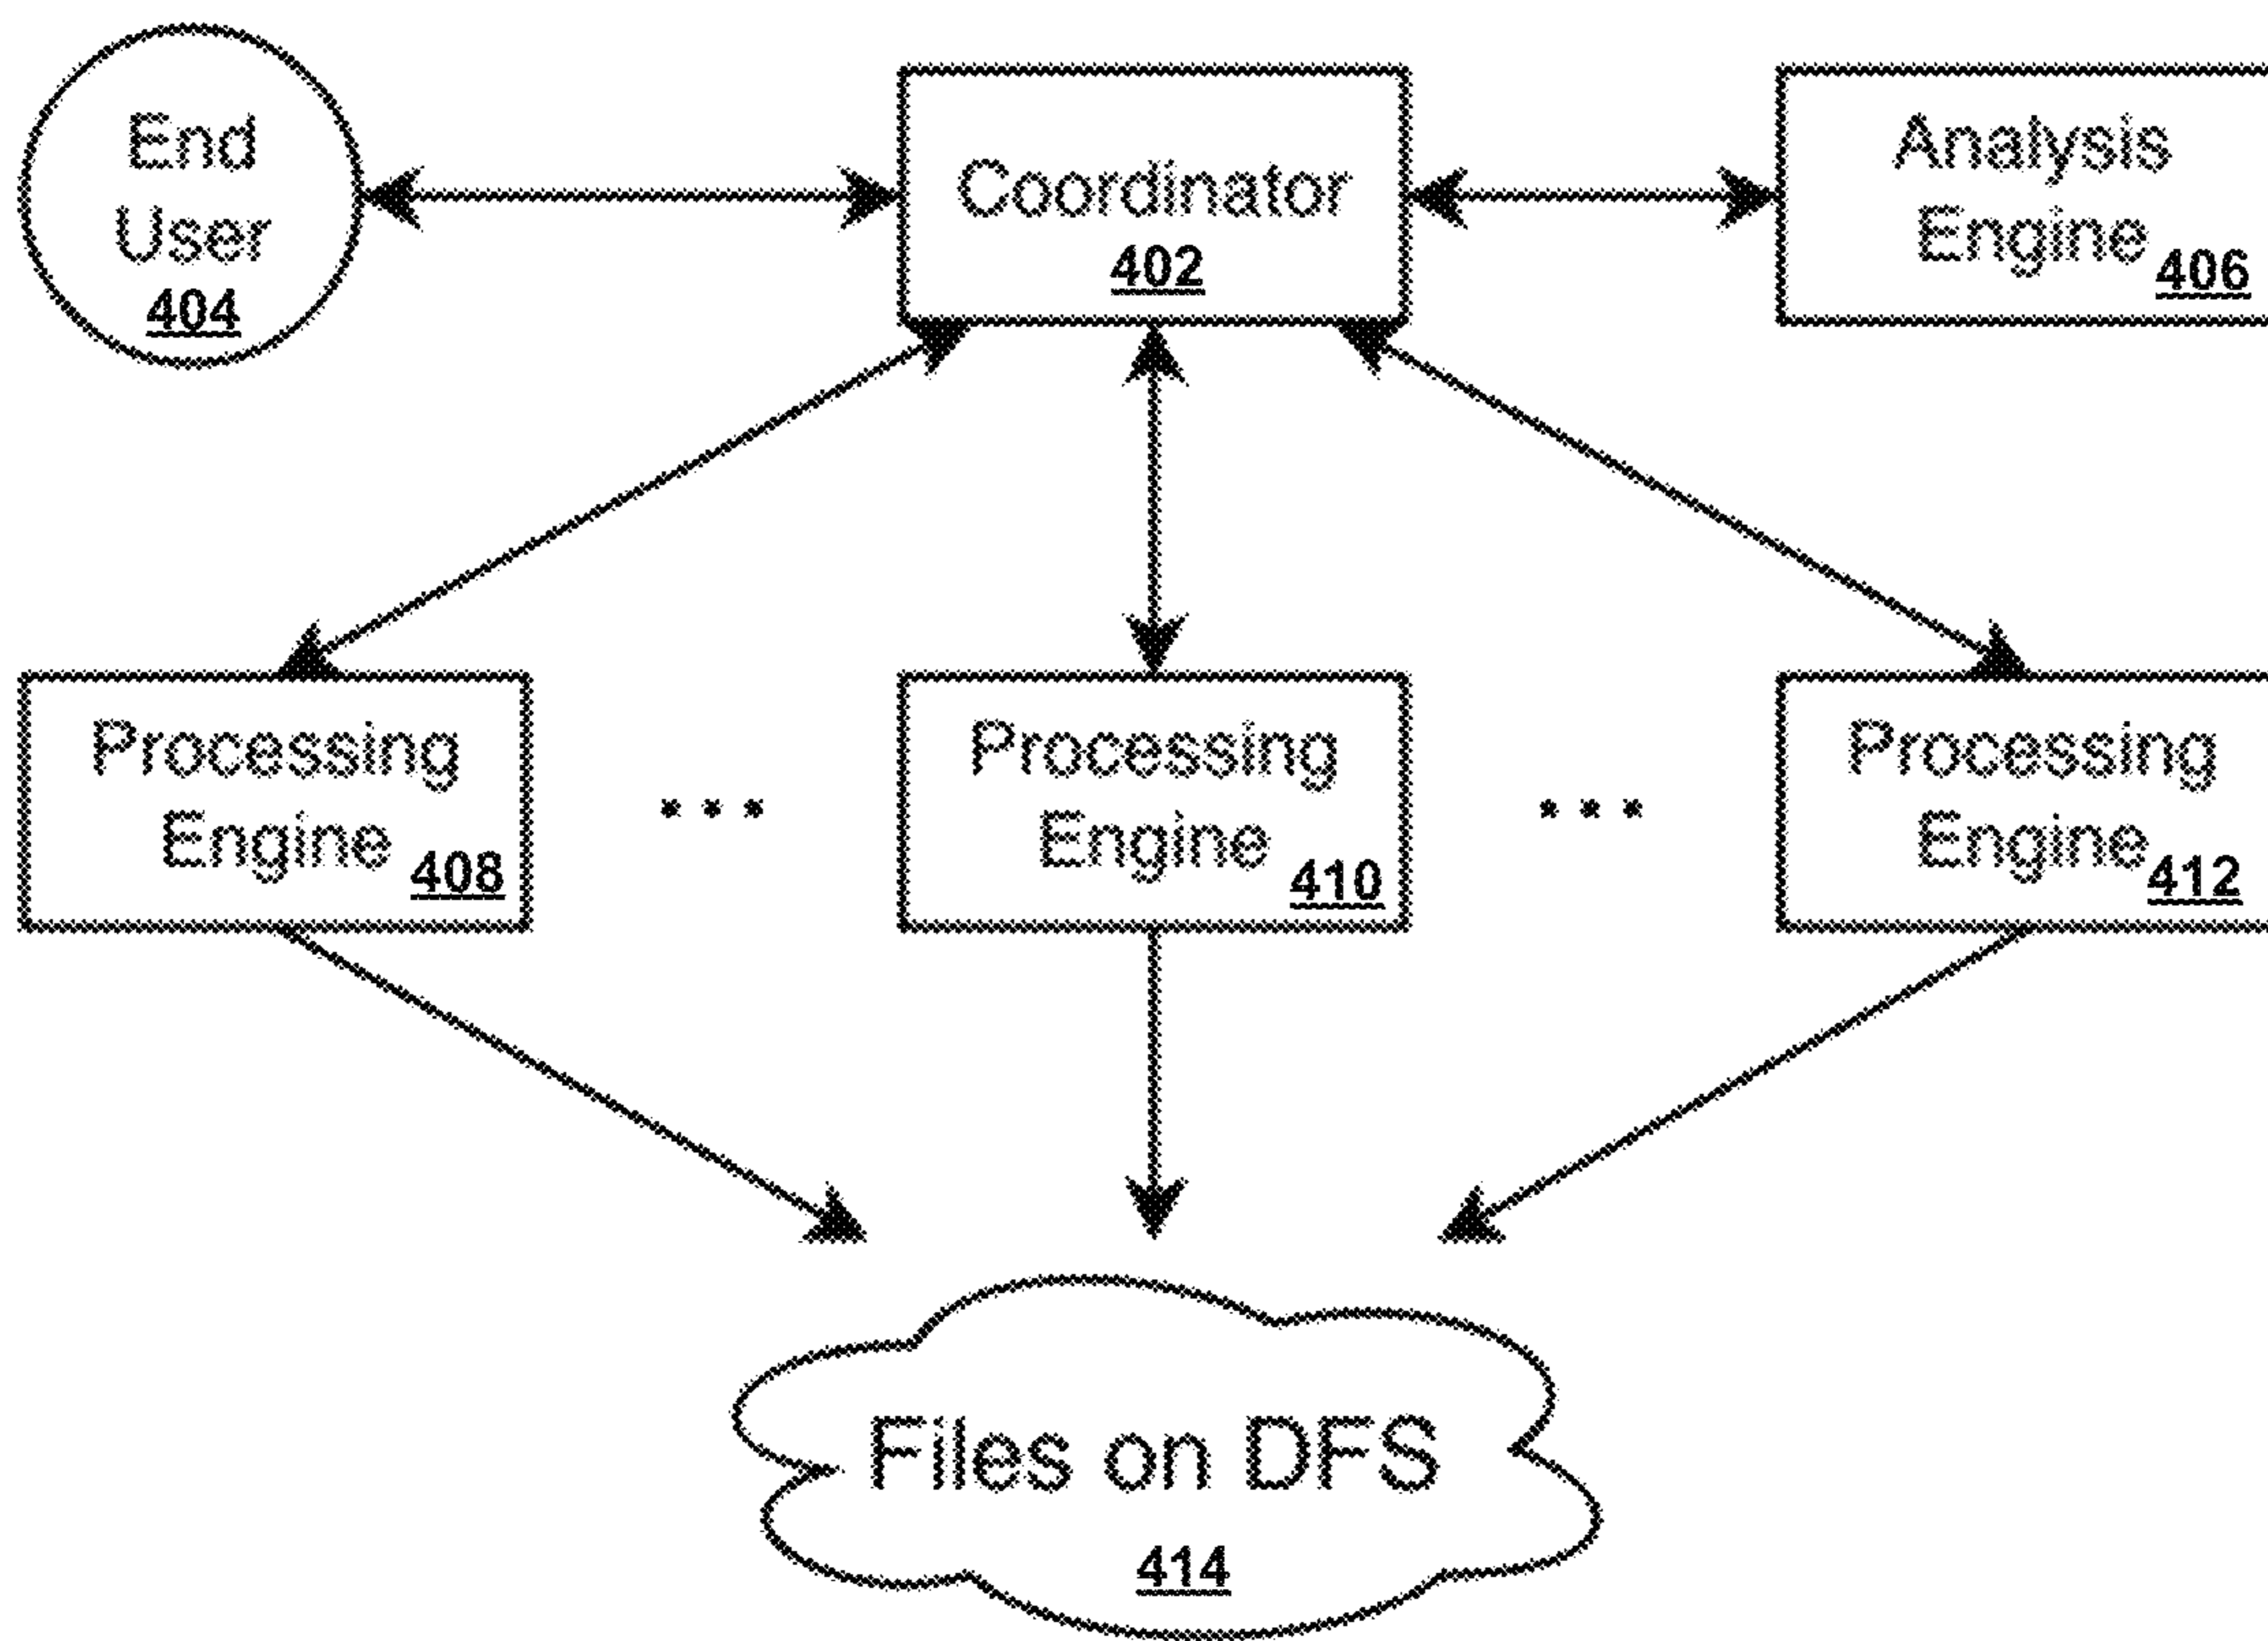 End
User
404
Coordinator
402
Analysis
Engine
406
Processing
Engine
408
...
Processing
Engine
410
...
Processing
Engine
412
Files on DFS
414